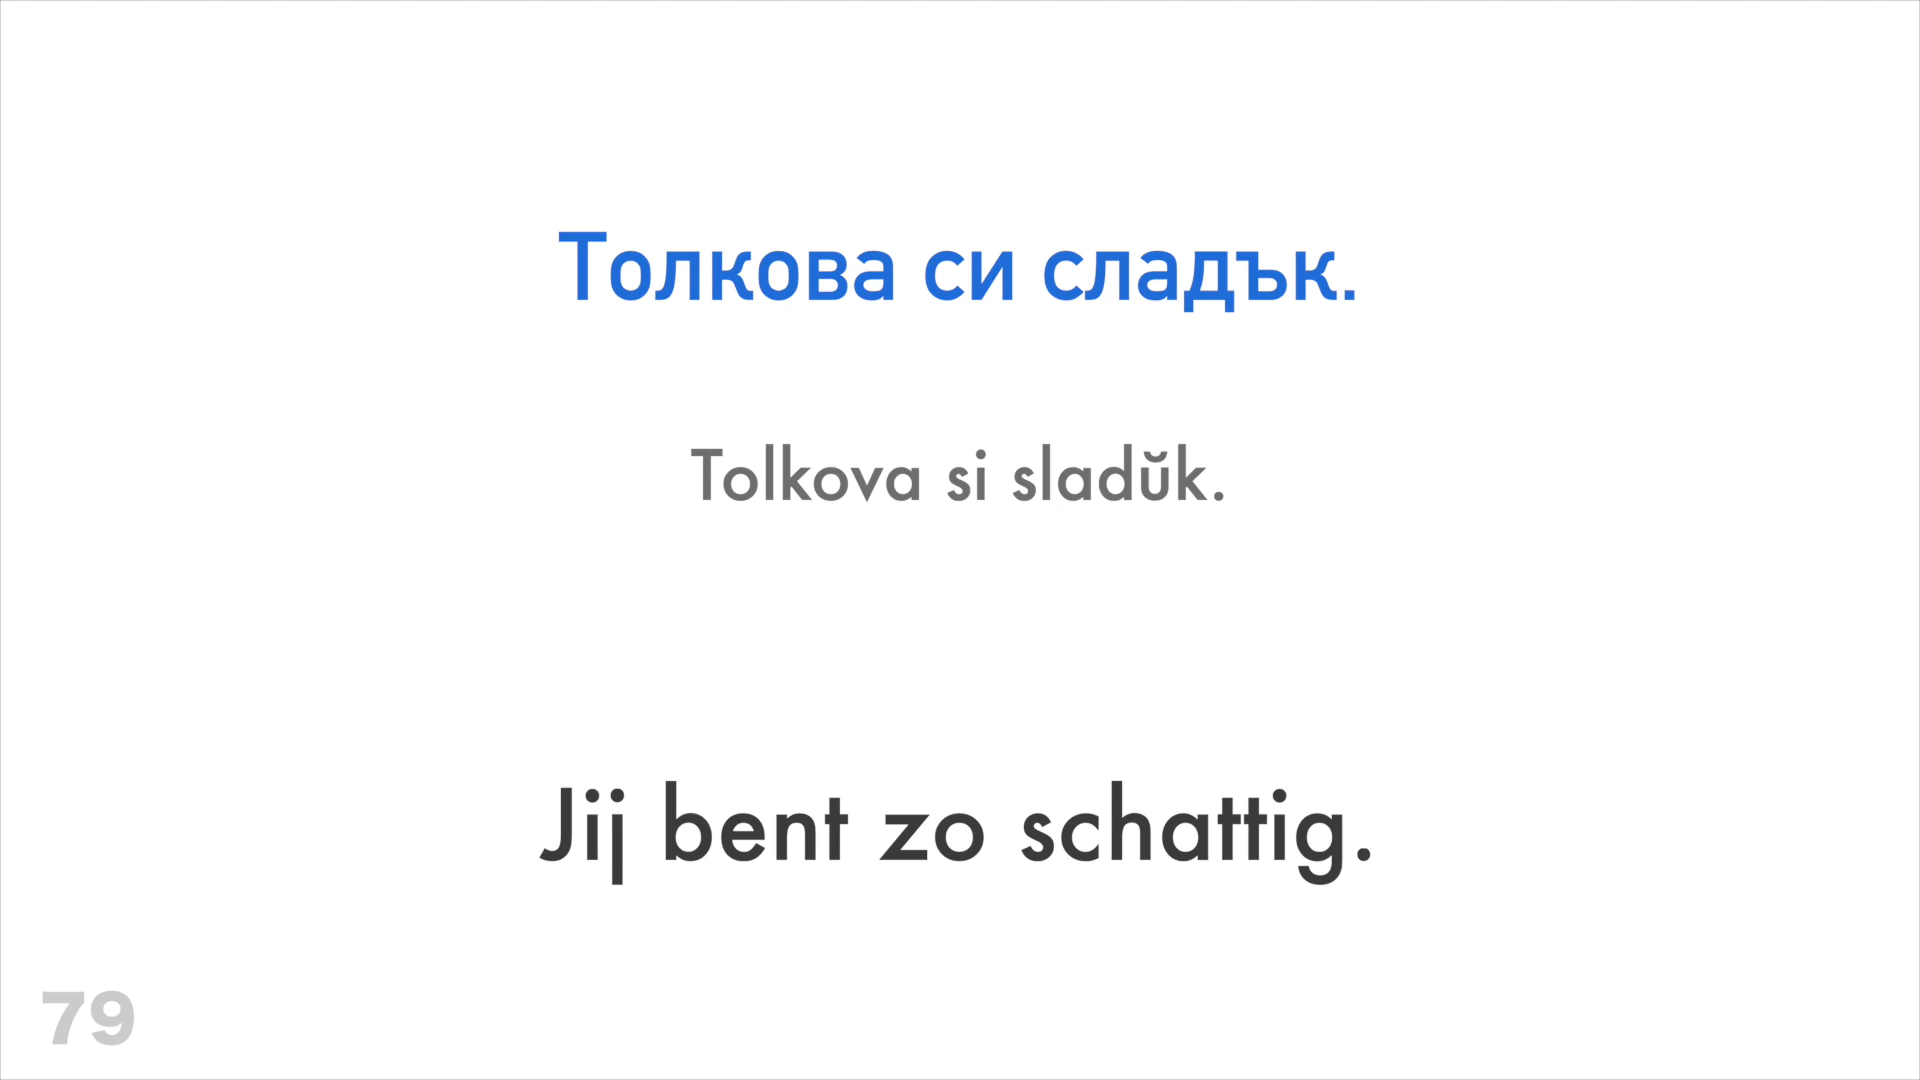 Толкова си сладък.
Tolkova si sladŭk.
Jij bent zo schattig.
79